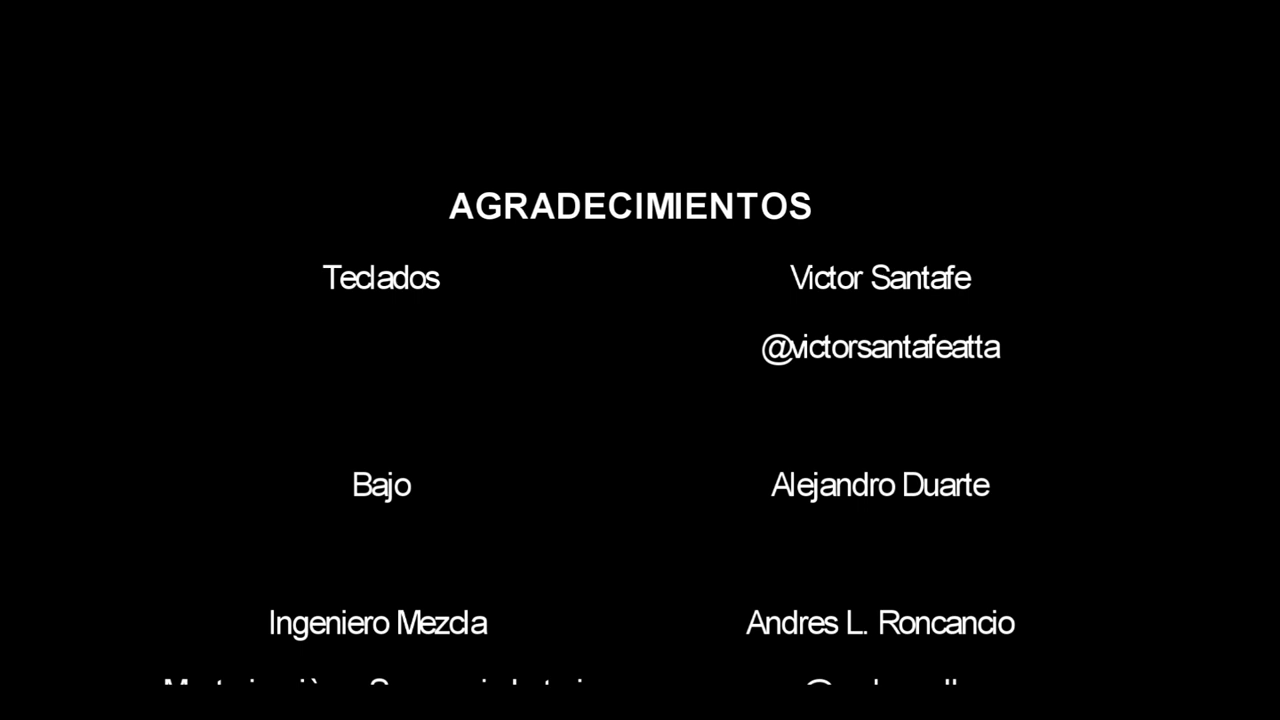 AGRADECIMIENTOS
Teclados Victor Santafe
@victorsantafeatta
Bajo Alejandro Duarte
Ingeniero Mezcla Andres L. Roncancio